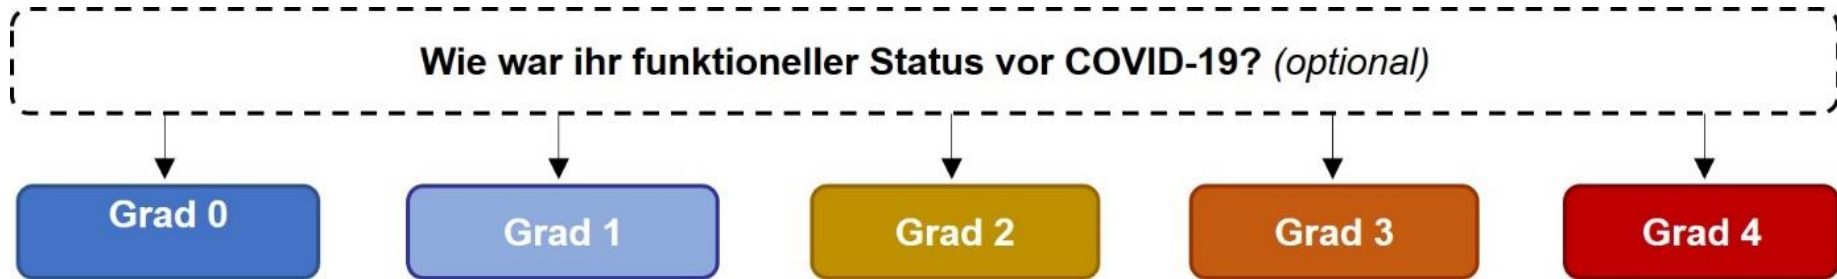 Wie war ihr funktioneller Status vor COVID-19? (optional)
Grad 0
Grad 1
Grad 2
Grad 3
Grad 4